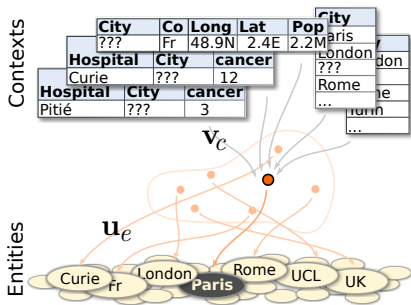 Contexts
City Co Long Lat Pop
??? Fr 48.9N 2.4E 2.2M
Hospital City cancer
Curie ??? 12
Hospital City cancer
Pitié ??? 3
City
Paris
London
???
Rome
...
Turin
...
v_c
u_e
Entities
Curie Fr London Paris Rome UCL UK